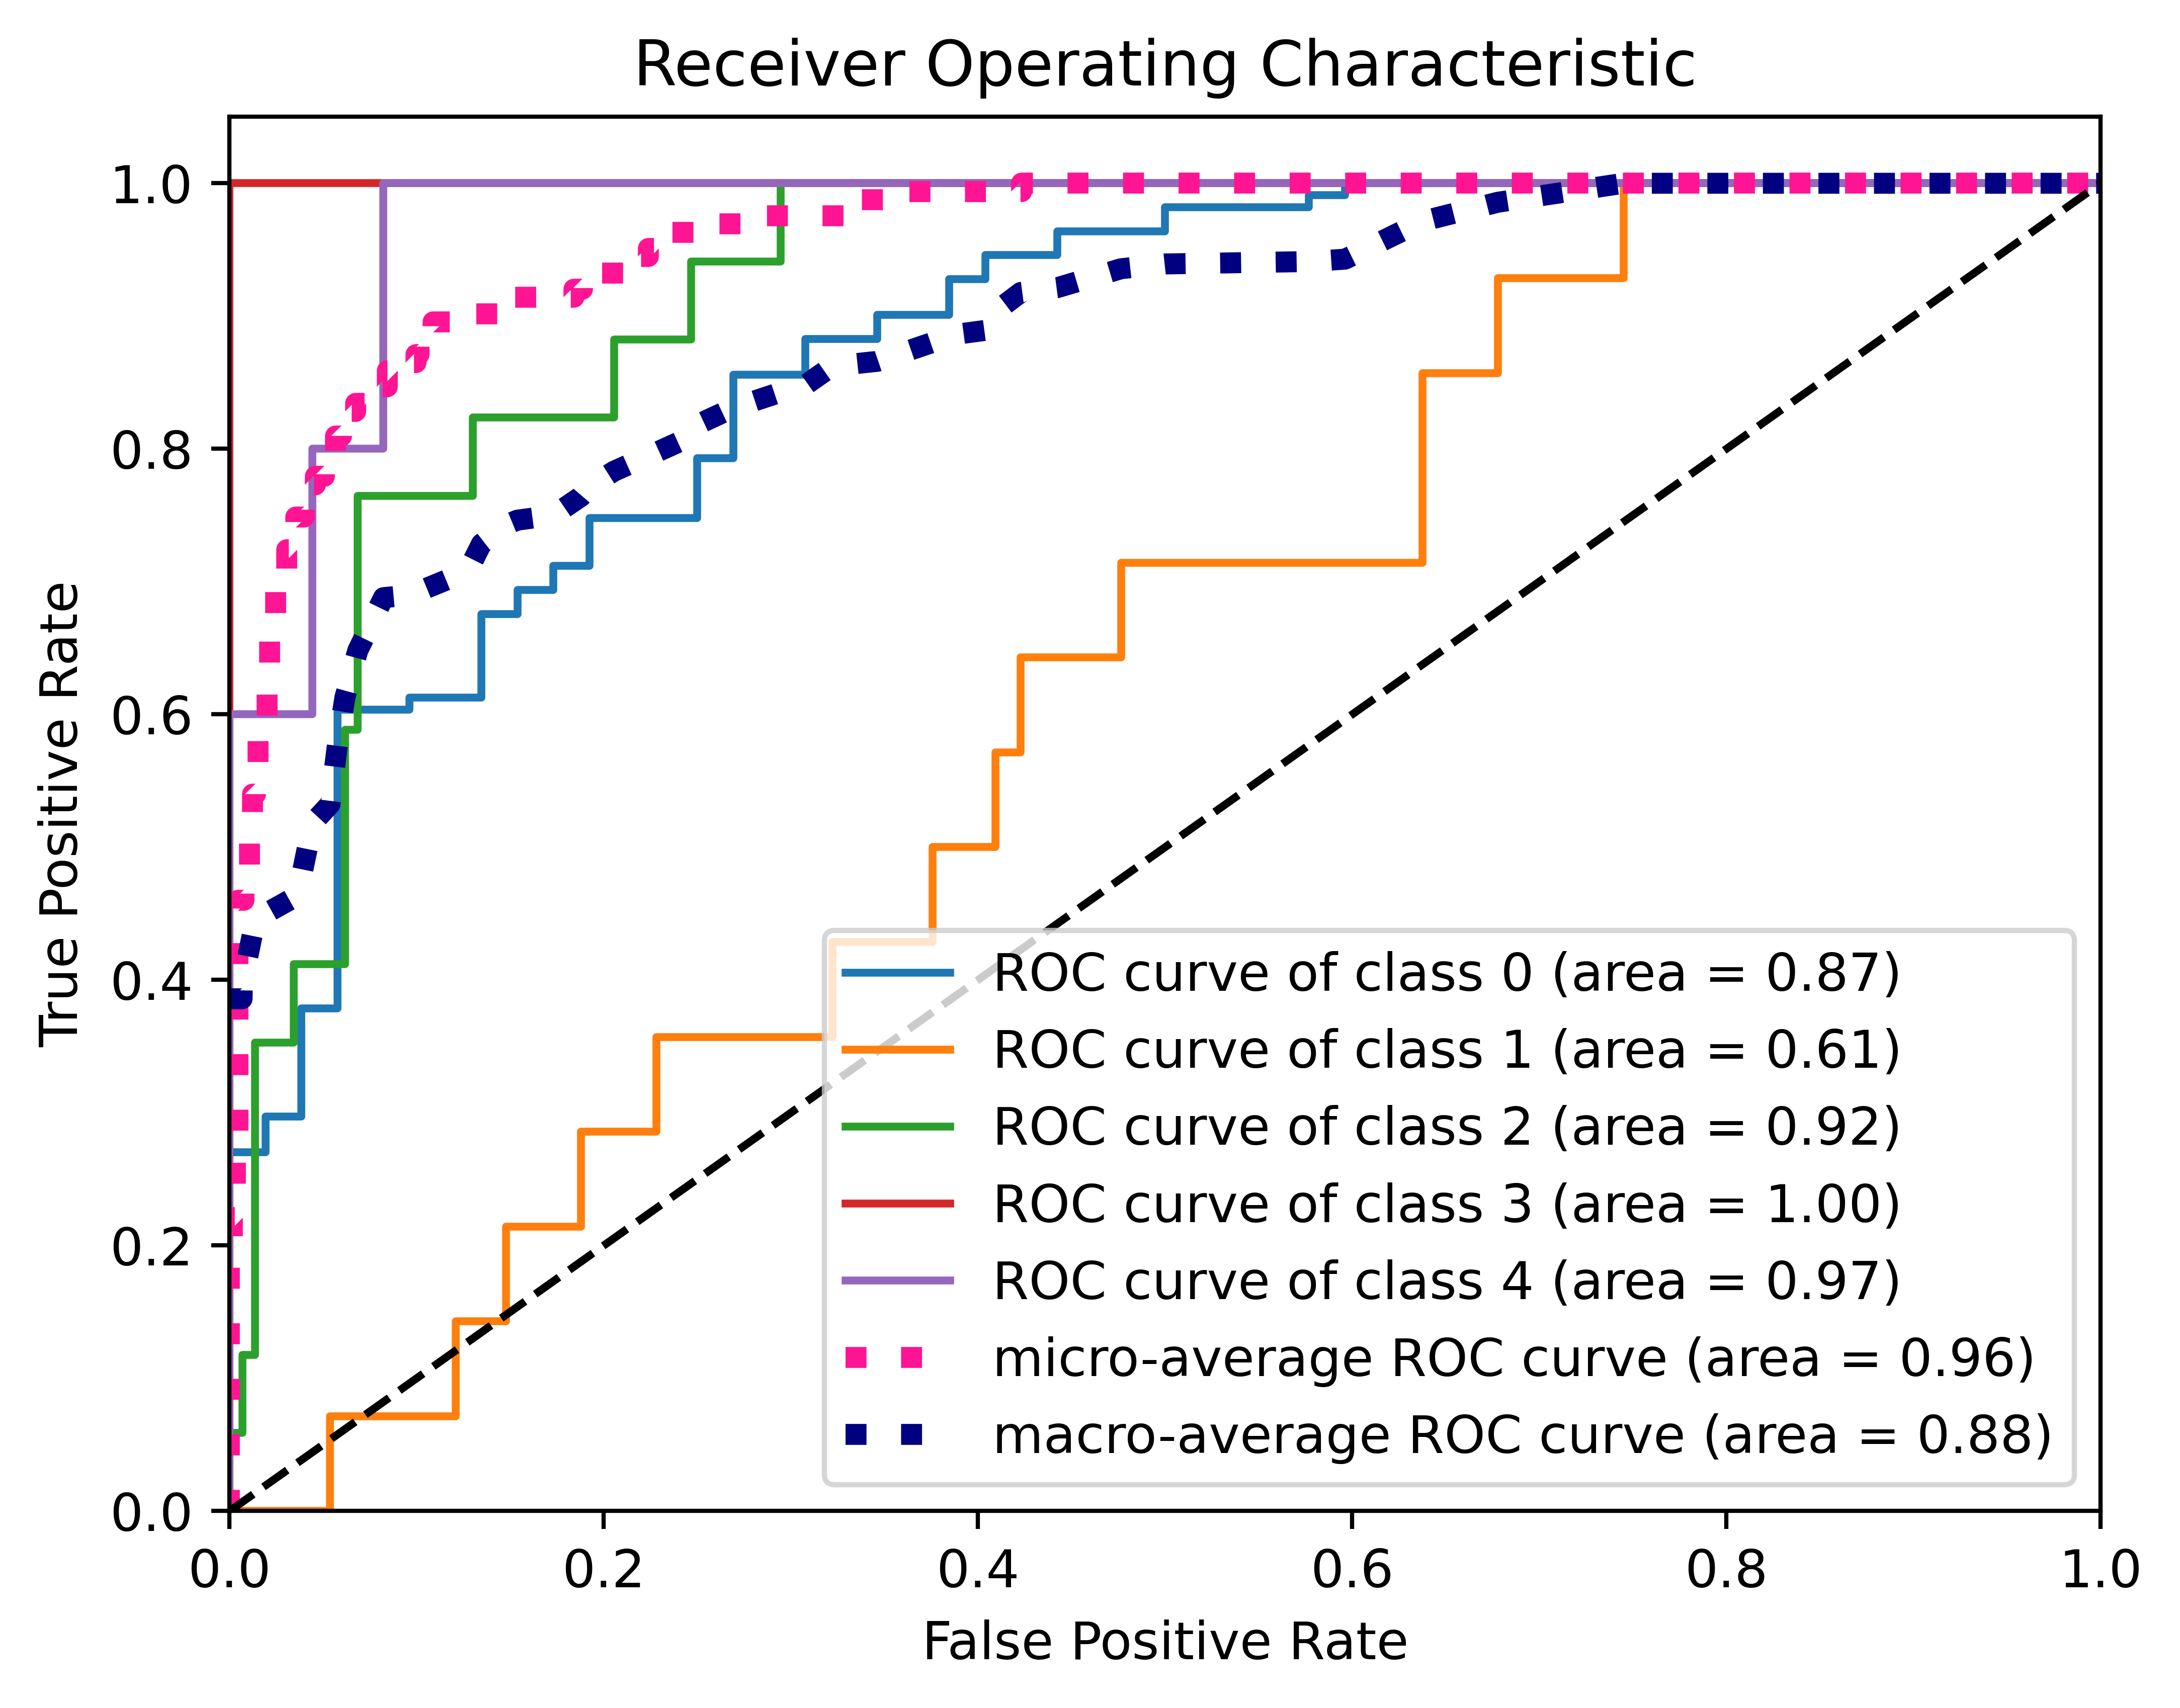 Receiver Operating Characteristic
True Positive Rate
1.0
0.8
0.6
0.4
0.2
0.0
ROC curve of class 0 (area = 0.87)
ROC curve of class 1 (area = 0.61)
ROC curve of class 2 (area = 0.92)
ROC curve of class 3 (area = 1.00)
ROC curve of class 4 (area = 0.97)
micro-average ROC curve (area = 0.96)
macro-average ROC curve (area = 0.88)
0.0 0.2 0.4 0.6 0.8 1.0
False Positive Rate